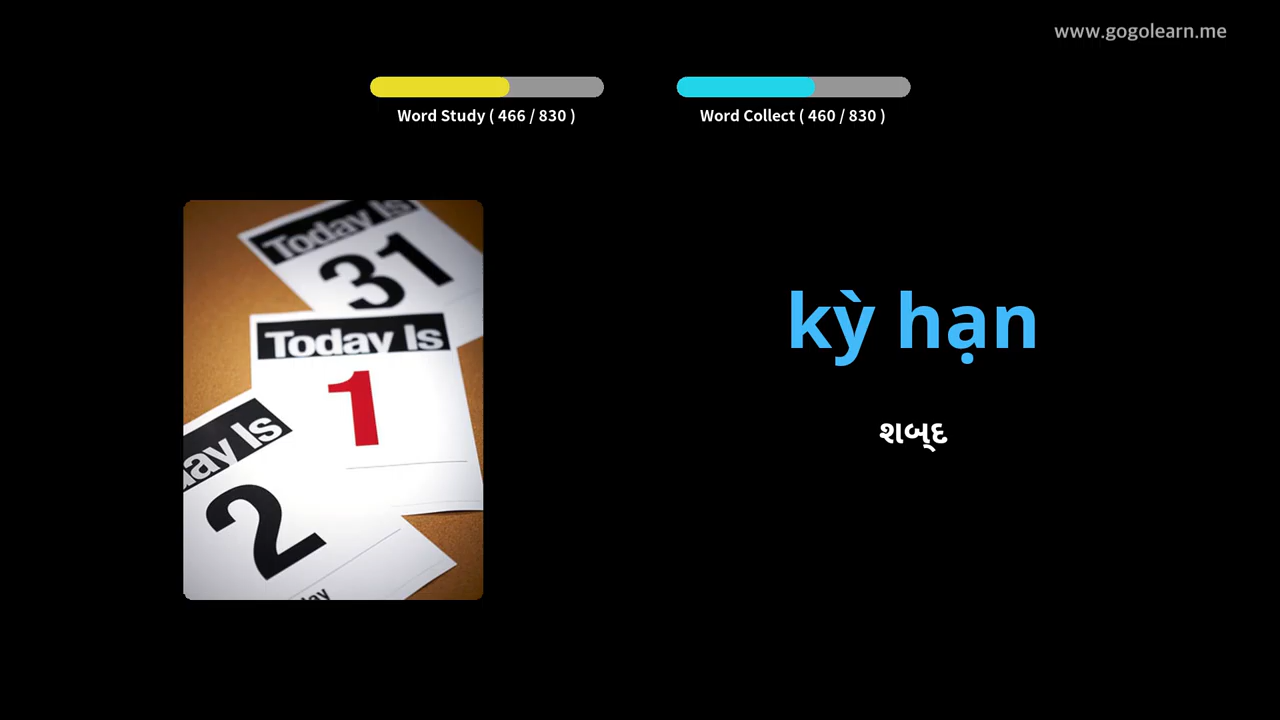 www.gogolearn.me
Word Study ( 466 / 830 )
Word Collect ( 460 / 830 )
Today Is
31
Today Is
1
day Is
2
kỳ hạn
શબ્દ